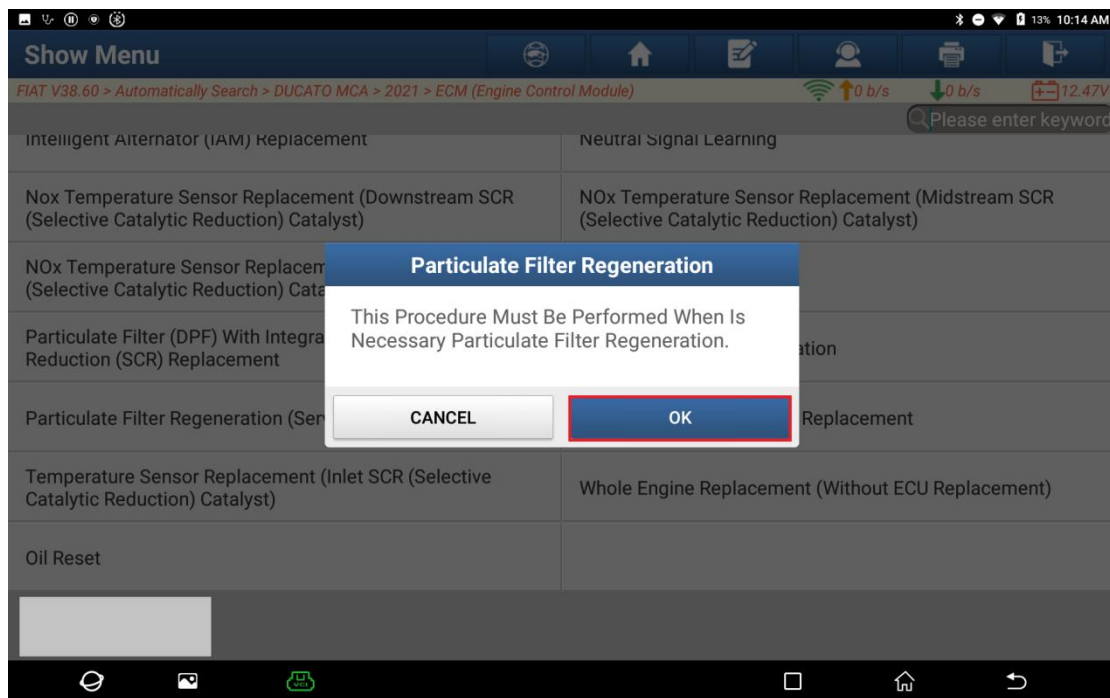 13% 10:14 AM
Show Menu
FIAT V38.60 > Automatically Search > DUCATO MCA > 2021 > ECM (Engine Control Module)
0 b/s
0 b/s
12.47V
Please enter keyword
Intelligent Alternator (IAM) Replacement
Neutral Signal Learning
Nox Temperature Sensor Replacement (Downstream SCR
(Selective Catalytic Reduction) Catalyst)
NOx Temperature Sensor Replacement (Midstream SCR
(Selective Catalytic Reduction) Catalyst)
NOx Temperature Sensor Replacem
(Selective Catalytic Reduction) Cata
Particulate Filter Regeneration
This Procedure Must Be Performed When Is
Necessary Particulate Filter Regeneration.
CANCEL
OK
Particulate Filter (DPF) With Integra
Reduction (SCR) Replacement
ation
Particulate Filter Regeneration (Ser
Replacement
Temperature Sensor Replacement (Inlet SCR (Selective
Catalytic Reduction) Catalyst)
Whole Engine Replacement (Without ECU Replacement)
Oil Reset
VCI